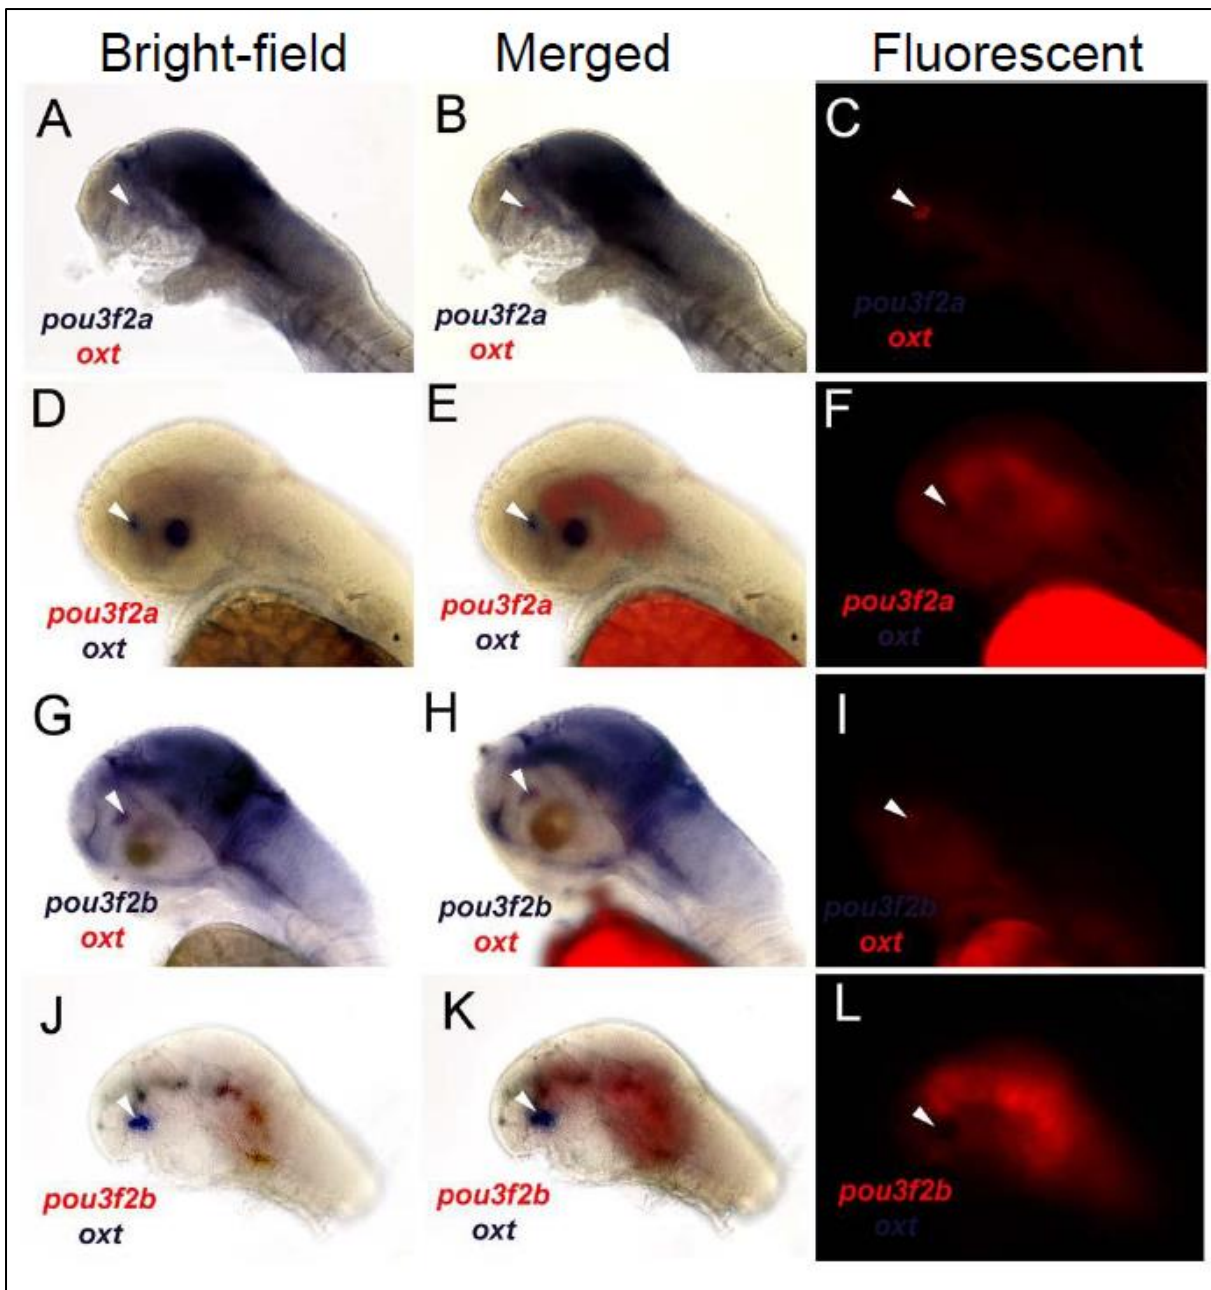 Bright-field Merged Fluorescent
A B C
pou3f2a pou3f2a pou3f2a
oxt oxt oxt
D E F
pou3f2a pou3f2a pou3f2a
oxt oxt oxt
G H I
pou3f2b pou3f2b pou3f2b
oxt oxt oxt
J K L
pou3f2b pou3f2b pou3f2b
oxt oxt oxt